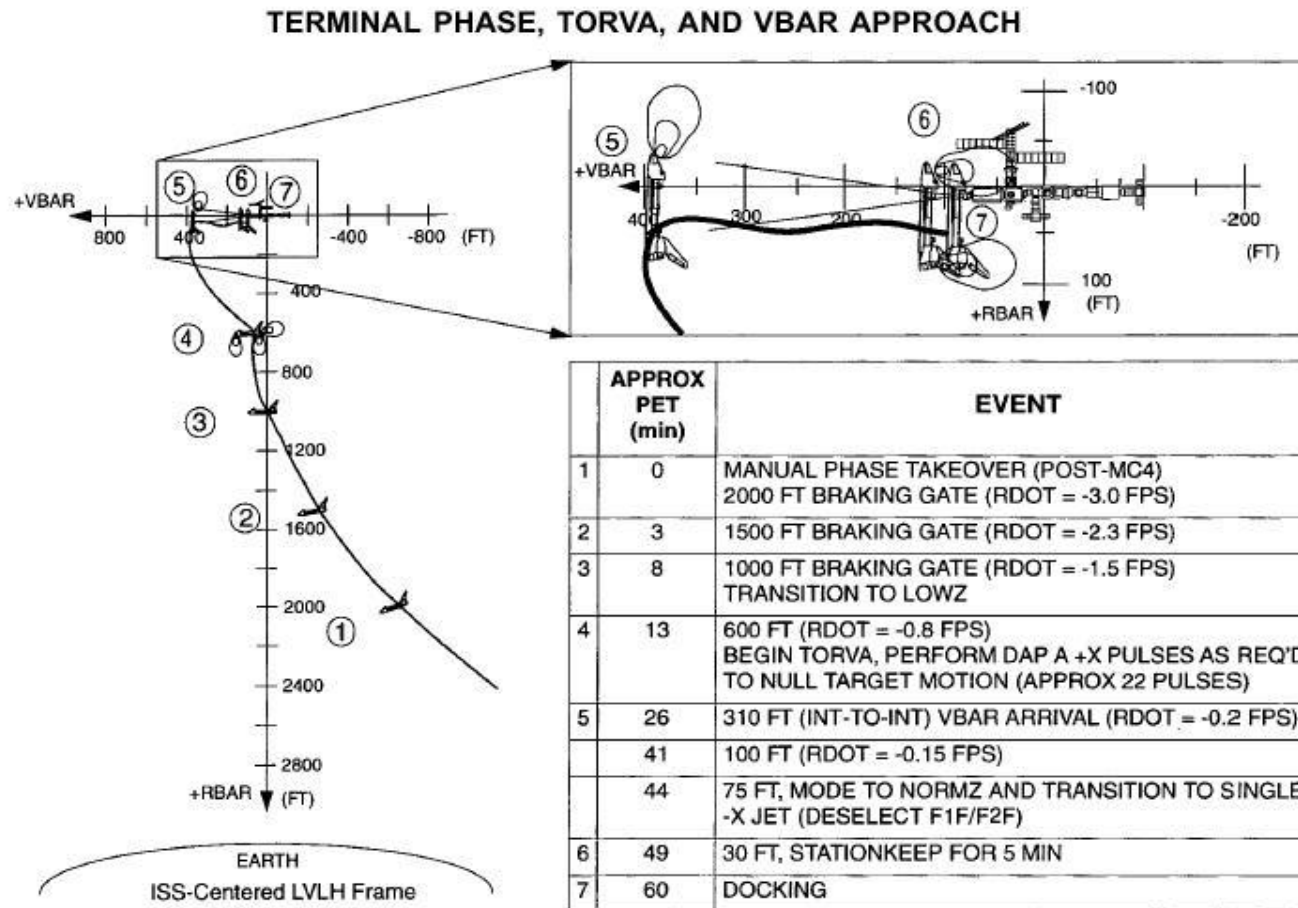 TERMINAL PHASE, TORVA, AND VBAR APPROACH
+VBAR
5
6
7
800
400
-400
-800
(FT)
400
4
800
3
1200
2
1600
2000
1
2400
2800
+RBAR
(FT)
EARTH
ISS-Centered LVLH Frame
-100
5
6
+VBAR
40
300
200
7
-200
(FT)
100
(FT)
+RBAR
APPROX
PET
(min)
EVENT
1 0 MANUAL PHASE TAKEOVER (POST-MC4)
2000 FT BRAKING GATE (RDOT = -3.0 FPS)
2 3 1500 FT BRAKING GATE (RDOT = -2.3 FPS)
3 8 1000 FT BRAKING GATE (RDOT = -1.5 FPS)
TRANSITION TO LOWZ
4 13 600 FT (RDOT = -0.8 FPS)
BEGIN TORVA, PERFORM DAP A +X PULSES AS REQ'D
TO NULL TARGET MOTION (APPROX 22 PULSES)
5 26 310 FT (INT-TO-INT) VBAR ARRIVAL (RDOT = -0.2 FPS)
41 100 FT (RDOT = -0.15 FPS)
44 75 FT, MODE TO NORMZ AND TRANSITION TO SINGLE
-X JET (DESELECT F1F/F2F)
6 49 30 FT, STATIONKEEP FOR 5 MIN
7 60 DOCKING